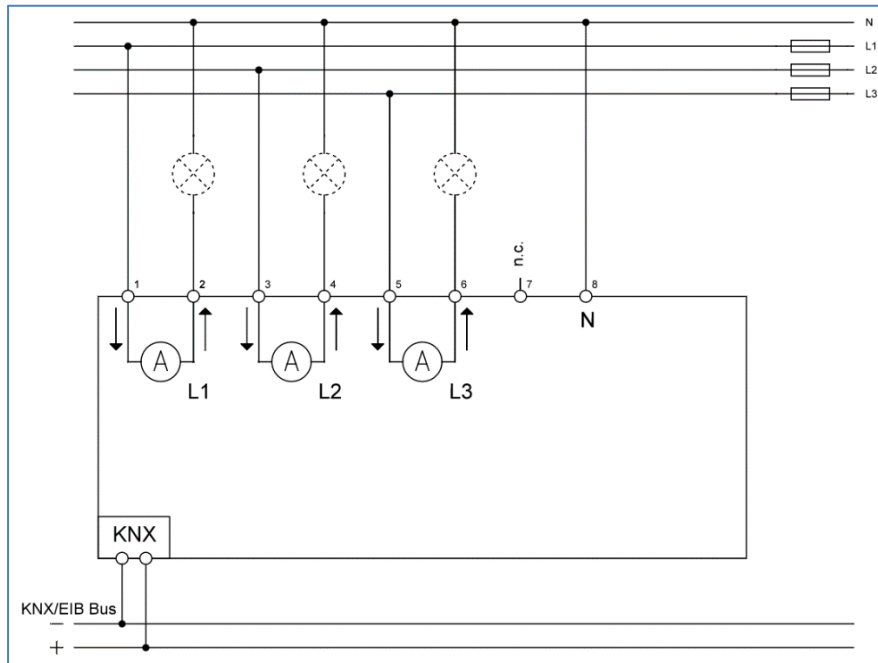 N
L1
L2
L3
n.c.
1 2 3 4 5 6 7 8
N
A L1 A L2 A L3
KNX
KNX/EIB Bus
−
+